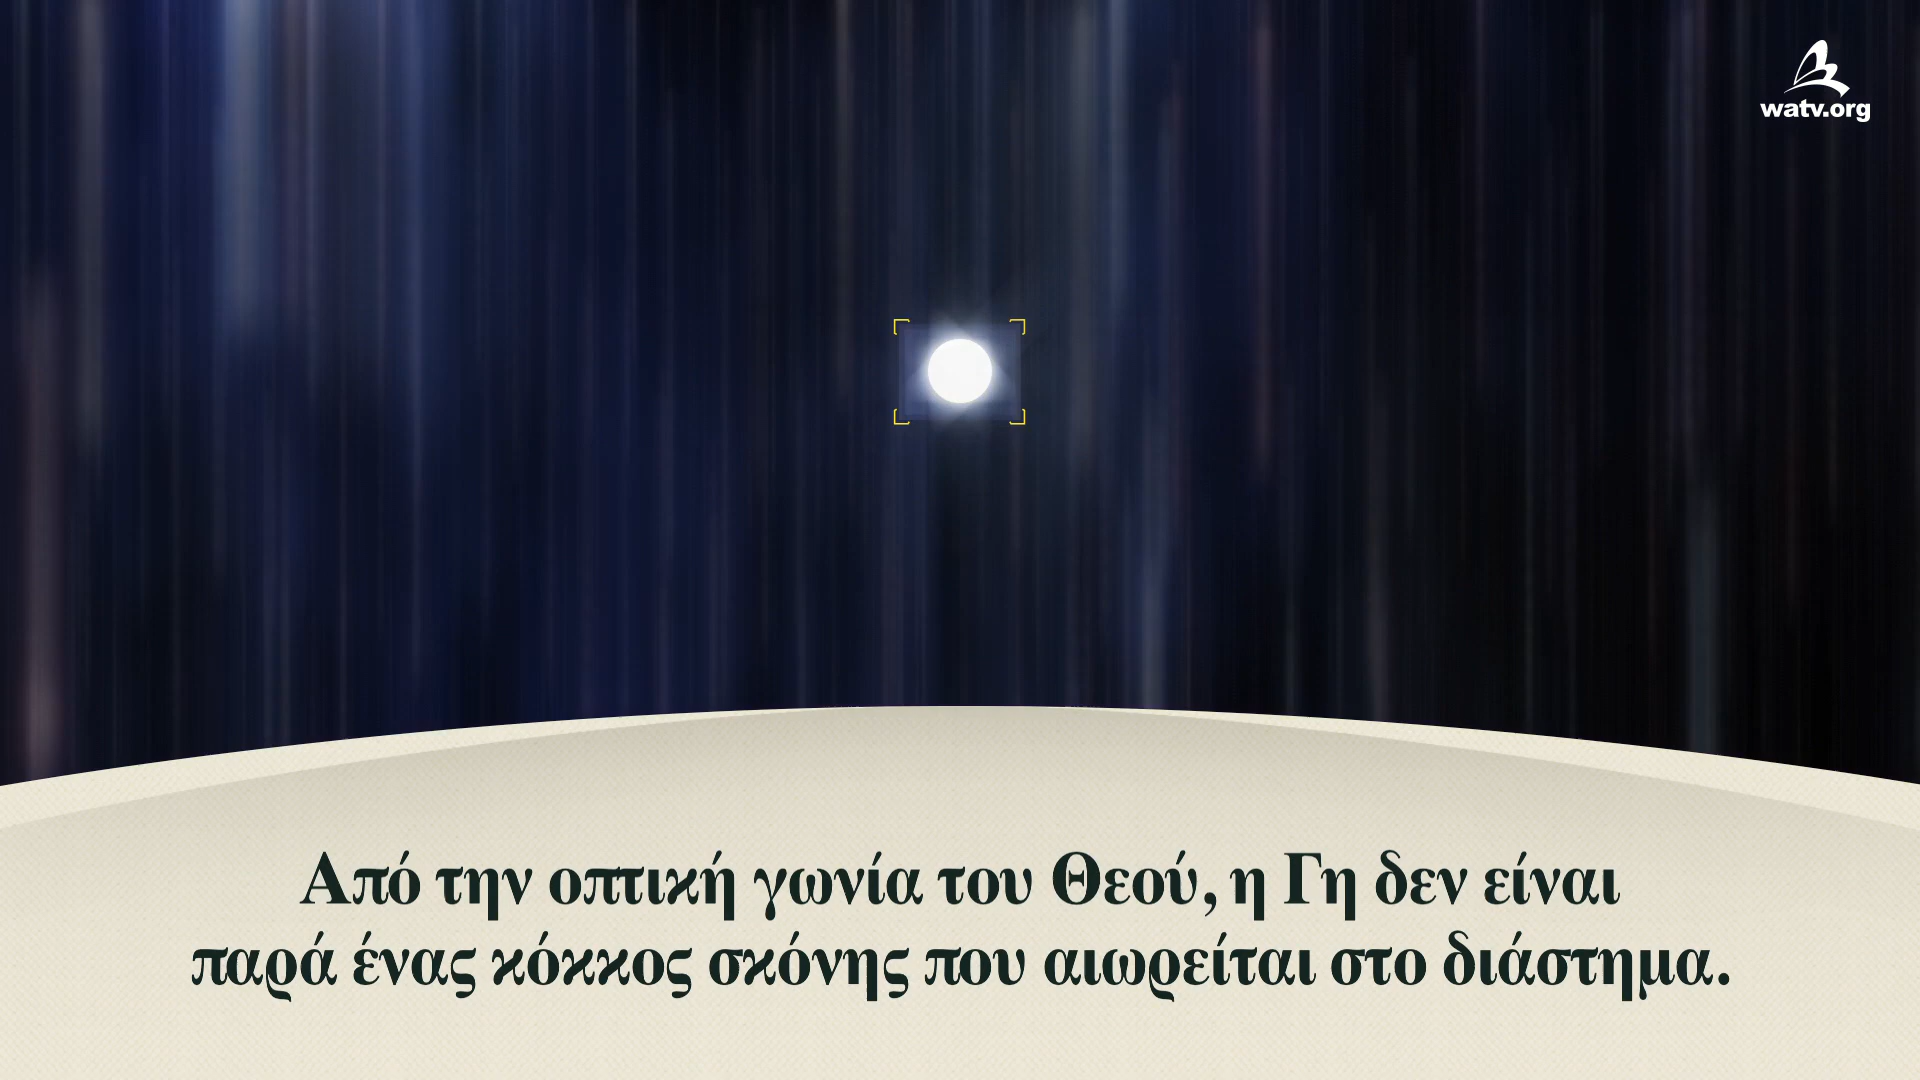 watv.org
Από την οπτική γωνία του Θεού, η Γη δεν είναι
παρά ένας κόκκος σκόνης που αιωρείται στο διάστημα.